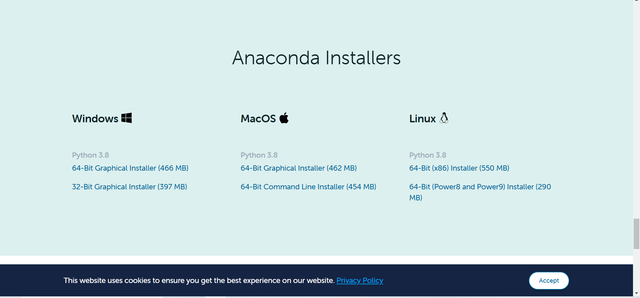 Anaconda Installers
Windows
MacOS
Linux
Python 3.8
64-Bit Graphical Installer (466 MB)
32-Bit Graphical Installer (397 MB)
Python 3.8
64-Bit Graphical Installer (462 MB)
64-Bit Command Line Installer (454 MB)
Python 3.8
64-Bit (x86) Installer (550 MB)
64-Bit (Power8 and Power9) Installer (290
MB)
This website uses cookies to ensure you get the best experience on our website. Privacy Policy
Accept